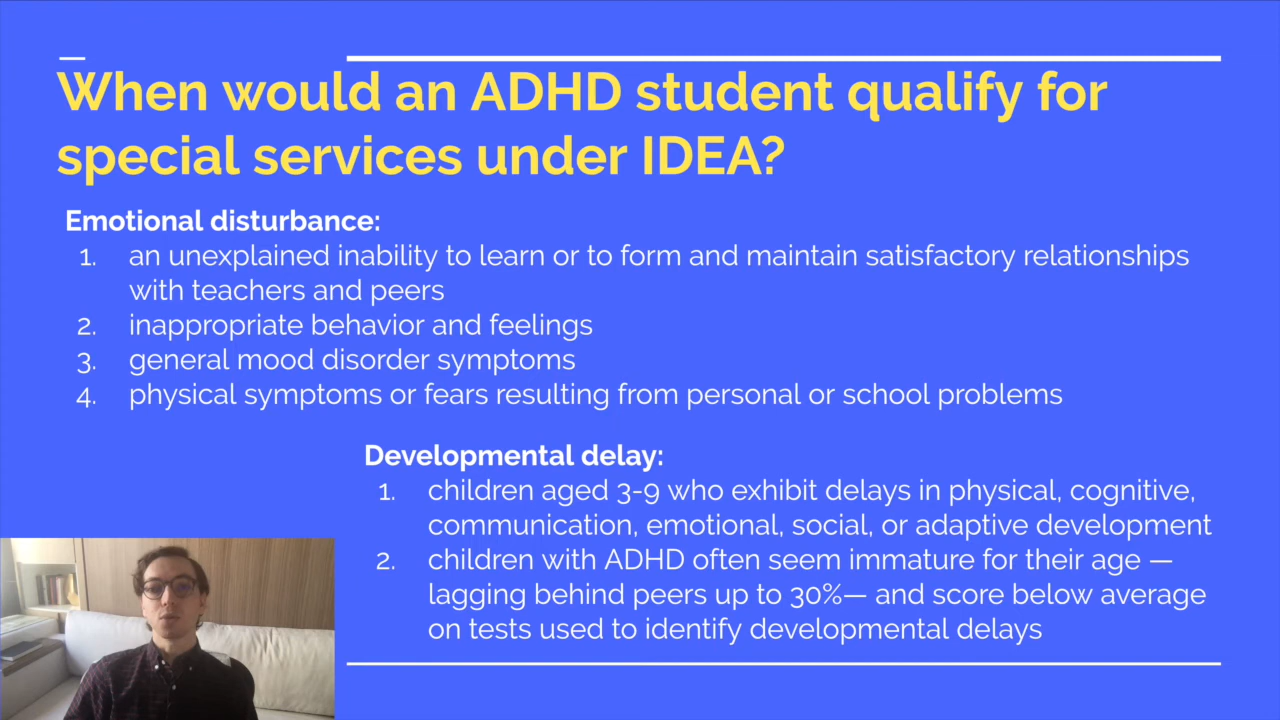 When would an ADHD student qualify for
special services under IDEA?
Emotional disturbance:
1. an unexplained inability to learn or to form and maintain satisfactory relationships
with teachers and peers
2. inappropriate behavior and feelings
3. general mood disorder symptoms
4. physical symptoms or fears resulting from personal or school problems
Developmental delay:
1. children aged 3-9 who exhibit delays in physical, cognitive,
communication, emotional, social, or adaptive development
2. children with ADHD often seem immature for their age —
lagging behind peers up to 30%— and score below average
on tests used to identify developmental delays